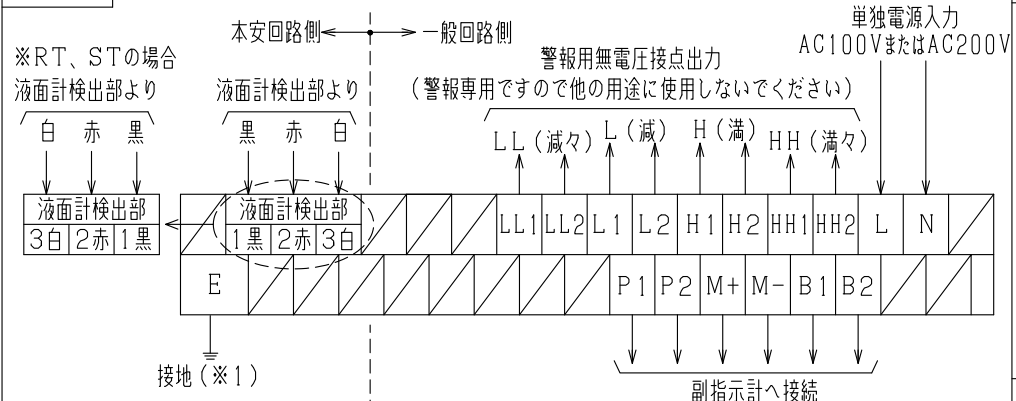 本安回路側 一般回路側
単独電源入力
AC100VまたはAC200V
※RT、STの場合
液面計検出部より
液面計検出部より
警報用無電圧接点出力
(警報専用ですので他の用途に使用しないでください)
白 赤 黒
黒 赤 白
LL(減々) L(減) H(満) HH(満々)
液面計検出部
3白 2赤 1黒
液面計検出部
1黒 2赤 3白
LL1 LL2 L1 L2 H1 H2 HH1 HH2 L N
E P1 P2 M+ M- B1 B2
接地(※1)
副指示計へ接続